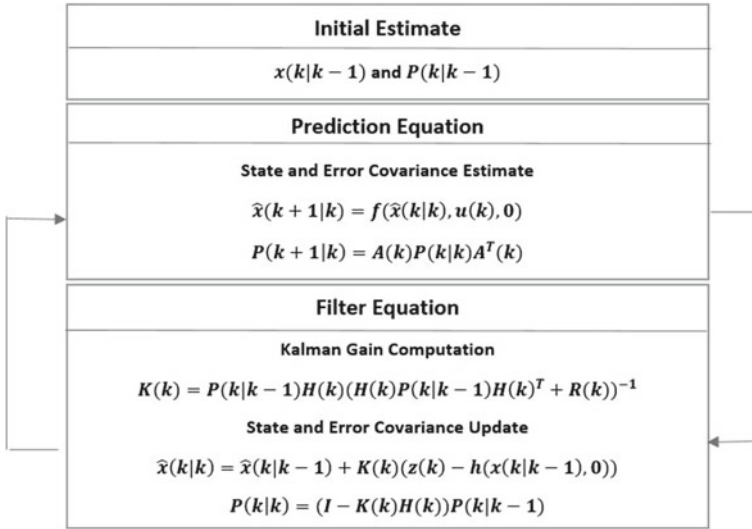 Initial Estimate
x(k|k − 1) and P(k|k − 1)
Prediction Equation
State and Error Covariance Estimate
x̂(k + 1|k) = f(x̂(k|k), u(k), 0)
P(k + 1|k) = A(k)P(k|k)Aᵀ(k)
Filter Equation
Kalman Gain Computation
K(k) = P(k|k − 1)H(k)(H(k)P(k|k − 1)H(k)ᵀ + R(k))⁻¹
State and Error Covariance Update
x̂(k|k) = x̂(k|k − 1) + K(k)(z(k) − h(x(k|k − 1), 0))
P(k|k) = (I − K(k)H(k))P(k|k − 1)